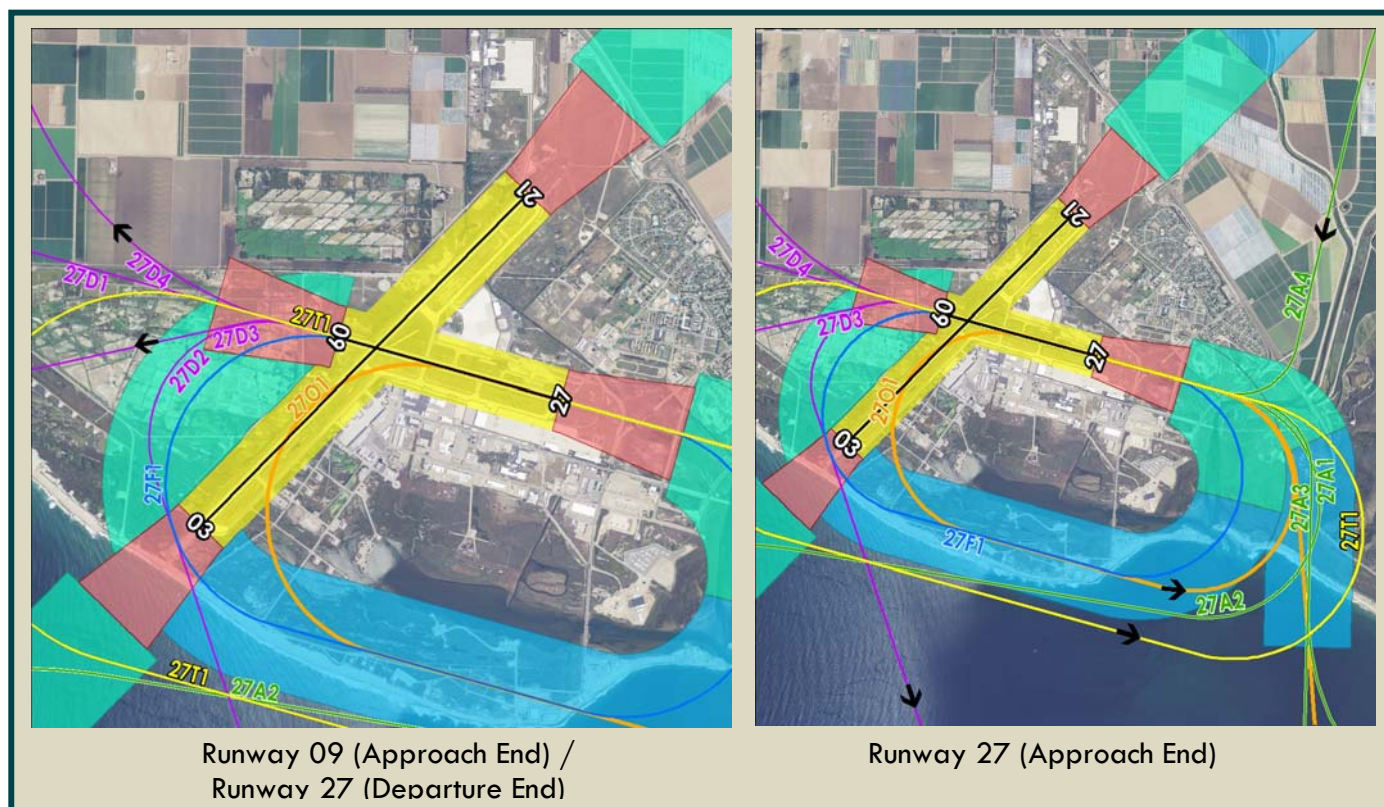 21
27D4
27D1
27T1
09
27D3
27D2
27
27O1
27F1
03
27T1
27A2
21
27A4
27D4
09
27D3
27
27O1
03
27A1
27A3
27T1
27F1
27A2
Runway 09 (Approach End) /
Runway 27 (Departure End)
Runway 27 (Approach End)